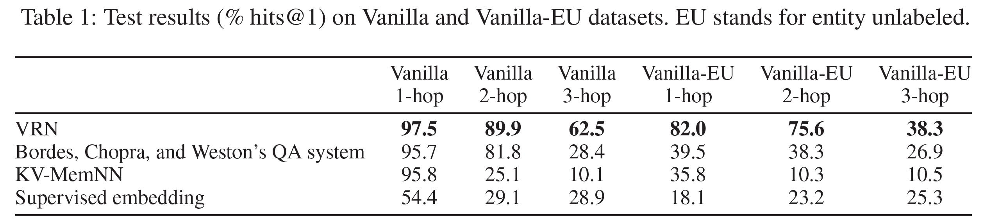 Table 1: Test results (% hits@1) on Vanilla and Vanilla-EU datasets. EU stands for entity unlabeled.
Vanilla Vanilla Vanilla Vanilla-EU Vanilla-EU Vanilla-EU
1-hop 2-hop 3-hop 1-hop 2-hop 3-hop
VRN 97.5 89.9 62.5 82.0 75.6 38.3
Bordes, Chopra, and Weston’s QA system 95.7 81.8 28.4 39.5 38.3 26.9
KV-MemNN 95.8 25.1 10.1 35.8 10.3 10.5
Supervised embedding 54.4 29.1 28.9 18.1 23.2 25.3